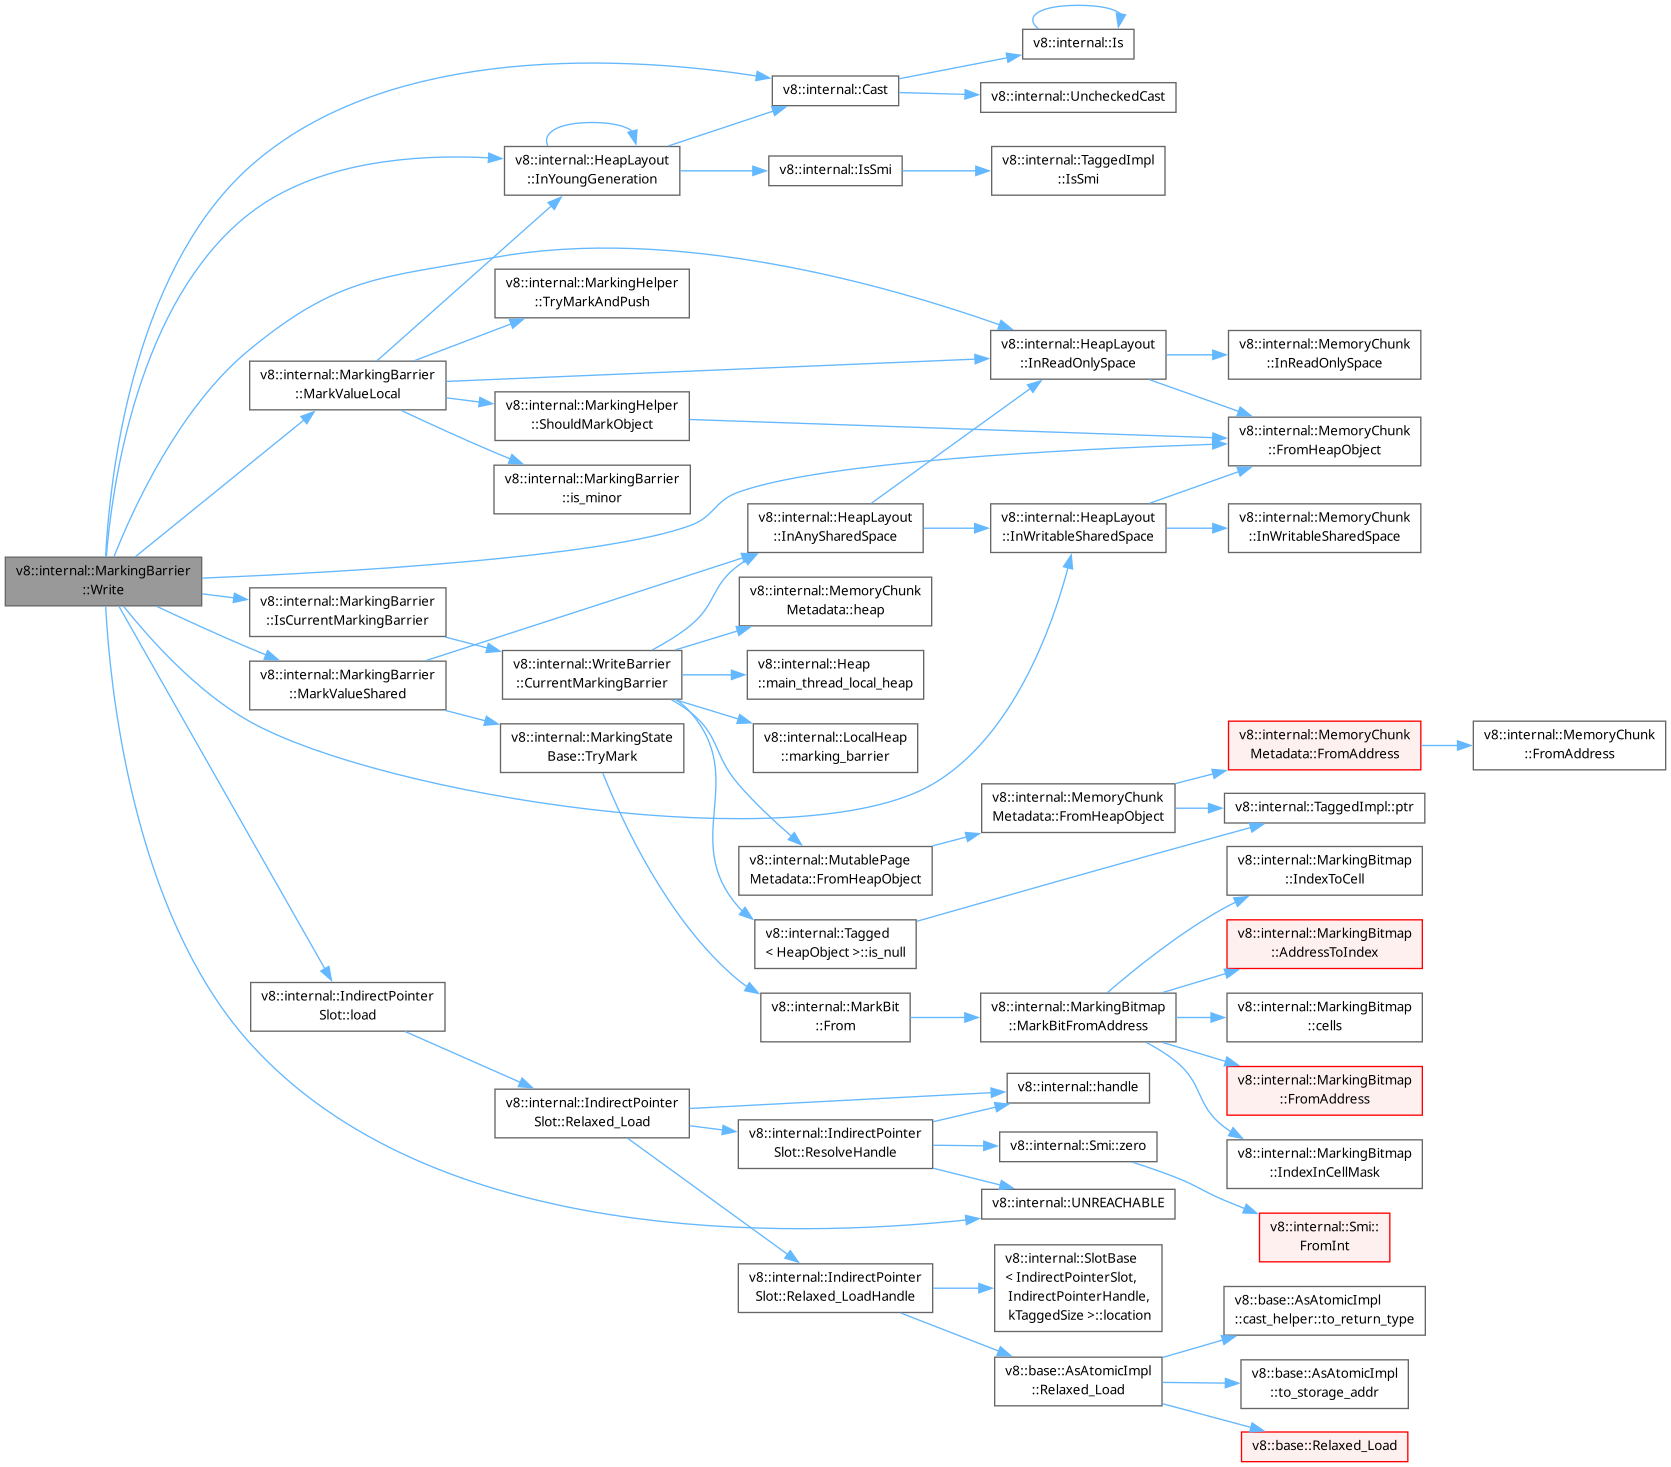 v8::internal::MarkingBarrier
::Write
v8::internal::Cast
v8::internal::Is
v8::internal::UncheckedCast
v8::internal::HeapLayout
::InYoungGeneration
v8::internal::IsSmi
v8::internal::TaggedImpl
::IsSmi
v8::internal::MarkingHelper
::TryMarkAndPush
v8::internal::MarkingBarrier
::MarkValueLocal
v8::internal::HeapLayout
::InReadOnlySpace
v8::internal::MemoryChunk
::InReadOnlySpace
v8::internal::MarkingHelper
::ShouldMarkObject
v8::internal::MemoryChunk
::FromHeapObject
v8::internal::MarkingBarrier
::is_minor
v8::internal::HeapLayout
::InAnySharedSpace
v8::internal::HeapLayout
::InWritableSharedSpace
v8::internal::MemoryChunk
::InWritableSharedSpace
v8::internal::MarkingBarrier
::IsCurrentMarkingBarrier
v8::internal::MemoryChunk
Metadata::heap
v8::internal::WriteBarrier
::CurrentMarkingBarrier
v8::internal::Heap
::main_thread_local_heap
v8::internal::MarkingBarrier
::MarkValueShared
v8::internal::MarkingState
Base::TryMark
v8::internal::LocalHeap
::marking_barrier
v8::internal::MemoryChunk
Metadata::FromAddress
v8::internal::MemoryChunk
::FromAddress
v8::internal::MemoryChunk
Metadata::FromHeapObject
v8::internal::TaggedImpl::ptr
v8::internal::MutablePage
Metadata::FromHeapObject
v8::internal::MarkingBitmap
::IndexToCell
v8::internal::Tagged
< HeapObject >::is_null
v8::internal::MarkingBitmap
::AddressToIndex
v8::internal::IndirectPointer
Slot::load
v8::internal::MarkBit
::From
v8::internal::MarkingBitmap
::MarkBitFromAddress
v8::internal::MarkingBitmap
::cells
v8::internal::MarkingBitmap
::FromAddress
v8::internal::IndirectPointer
Slot::Relaxed_Load
v8::internal::handle
v8::internal::IndirectPointer
Slot::ResolveHandle
v8::internal::Smi::zero
v8::internal::MarkingBitmap
::IndexInCellMask
v8::internal::UNREACHABLE
v8::internal::Smi::
FromInt
v8::internal::IndirectPointer
Slot::Relaxed_LoadHandle
v8::internal::SlotBase
< IndirectPointerSlot,
IndirectPointerHandle,
kTaggedSize >::location
v8::base::AsAtomicImpl
::cast_helper::to_return_type
v8::base::AsAtomicImpl
::Relaxed_Load
v8::base::AsAtomicImpl
::to_storage_addr
v8::base::Relaxed_Load